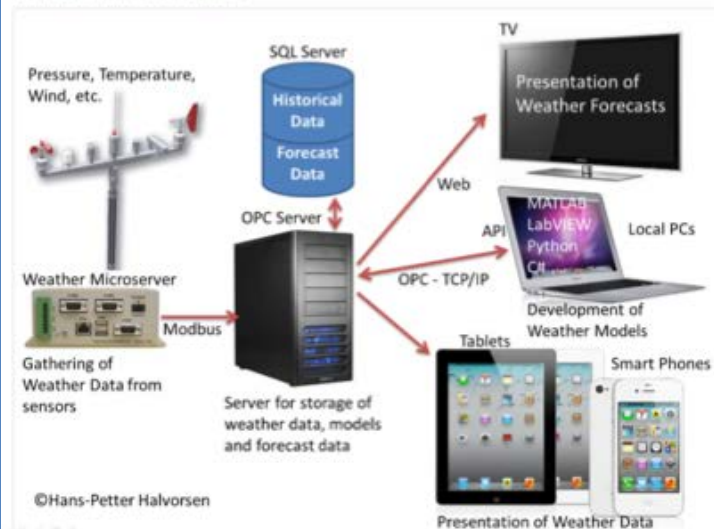 TV
SQL Server
Pressure, Temperature,
Wind, etc.
Historical
Data
Forecast
Data
Presentation of
Weather Forecasts
Web
OPC Server
API
MATLAB
LabVIEW
Python
C#
Local PCs
OPC - TCP/IP
Weather Microserver
Modbus
Development of
Weather Models
Gathering of
Weather Data from
sensors
Tablets
Smart Phones
Server for storage of
weather data, models
and forecast data
©Hans-Petter Halvorsen
Presentation of Weather Data